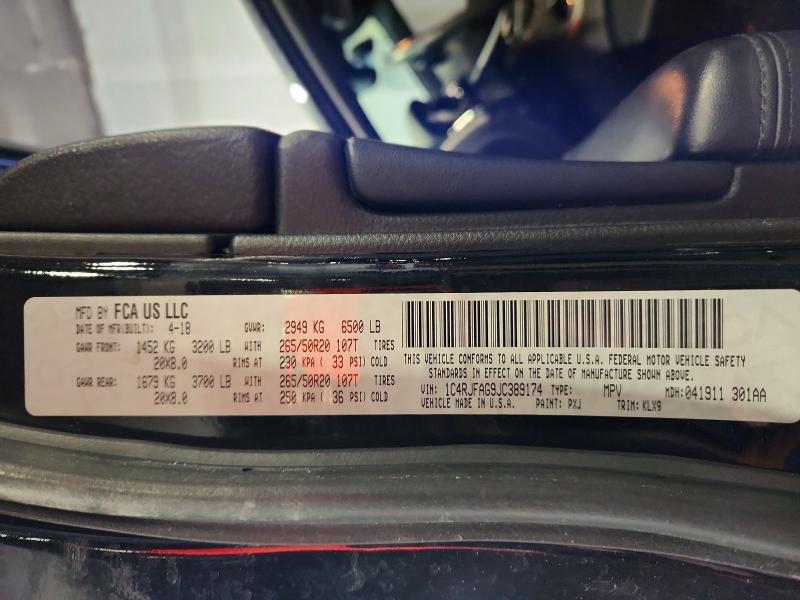 MFD BY FCA US LLC
DATE OF MFR(BUILT): 4-18 GVWR: 2949 KG 6500 LB
GAWR FRONT: 1452 KG 3200 LB WITH 265/50R20 107T TIRES
20X8.0 RIMS AT 230 KPA ( 33 PSI) COLD
GAWR REAR: 1679 KG 3700 LB WITH 265/50R20 107T TIRES
20X8.0 RIMS AT 250 KPA ( 36 PSI) COLD
THIS VEHICLE CONFORMS TO ALL APPLICABLE U.S.A. FEDERAL MOTOR VEHICLE SAFETY
STANDARDS IN EFFECT ON THE DATE OF MANUFACTURE SHOWN ABOVE.
VIN: 1C4RJFAG9JC389174 TYPE: MPV MDH: 041911 301AA
VEHICLE MADE IN U.S.A. PAINT: PXJ TRIM: KLX9